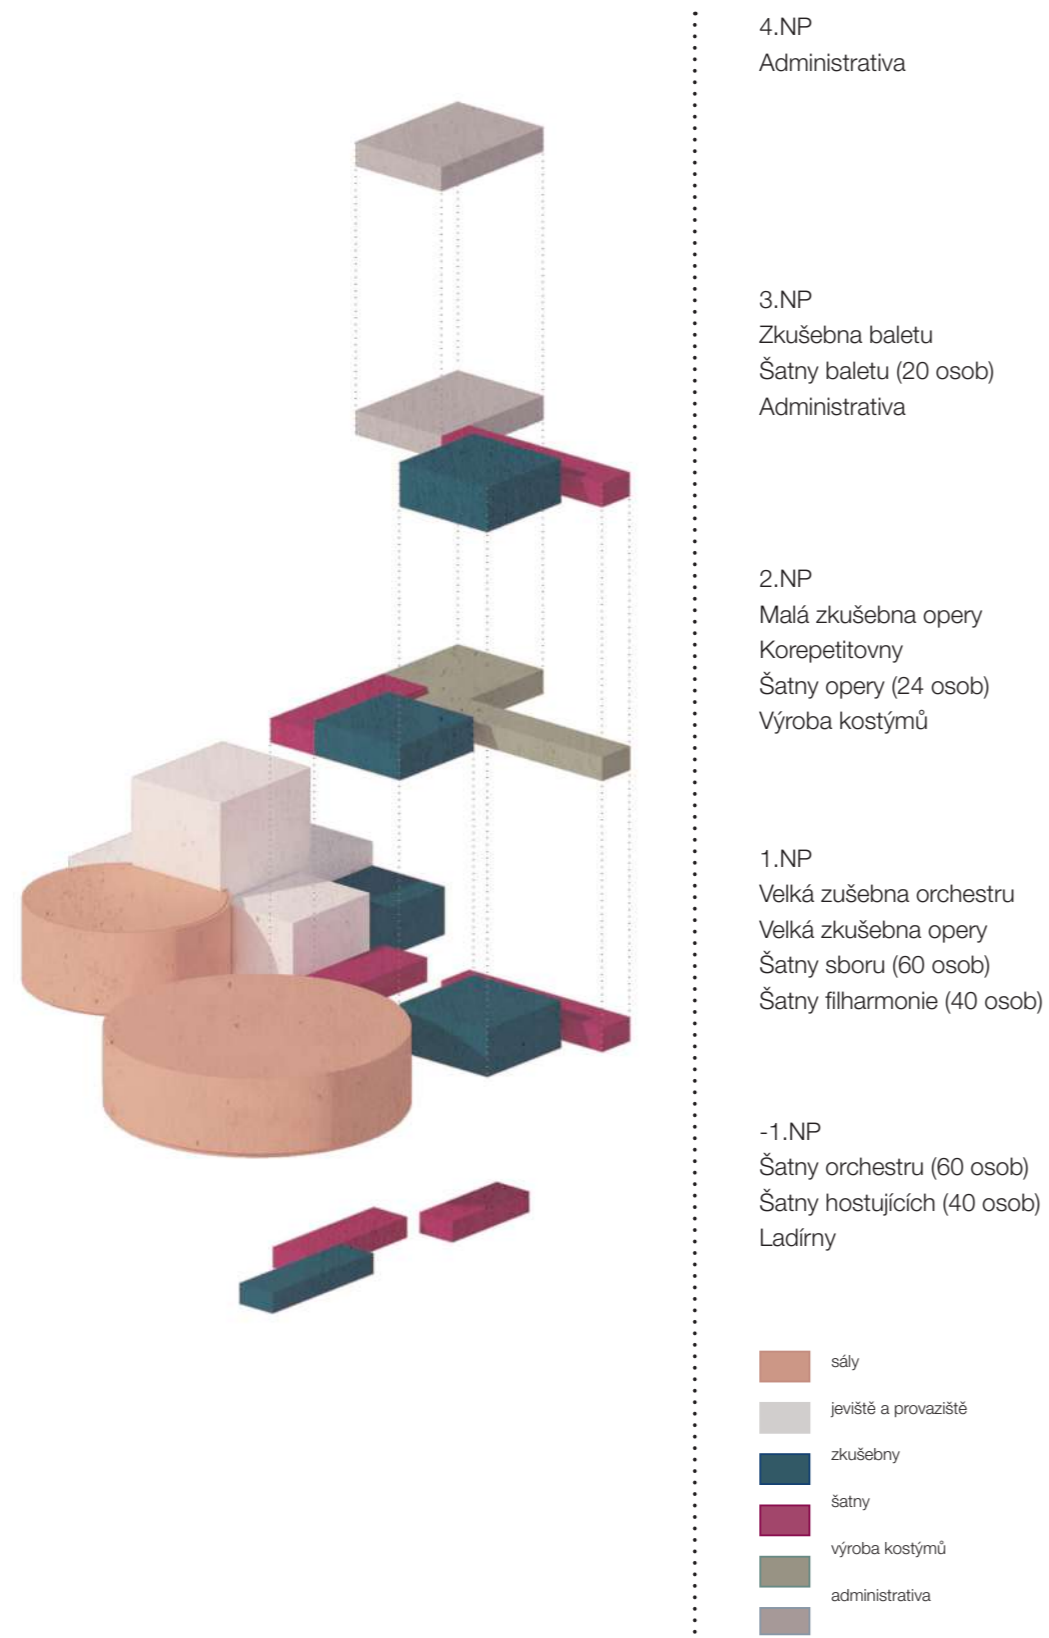 4.NP
Administrativa
3.NP
Zkušebna baletu
Šatny baletu (20 osob)
Administrativa
2.NP
Malá zkušebna opery
Korepetitovny
Šatny opery (24 osob)
Výroba kostýmů
1.NP
Velká zušebna orchestru
Velká zkušebna opery
Šatny sboru (60 osob)
Šatny filharmonie (40 osob)
-1.NP
Šatny orchestru (60 osob)
Šatny hostujících (40 osob)
Ladírny
sály
jeviště a provaziště
zkušebny
šatny
výroba kostýmů
administrativa